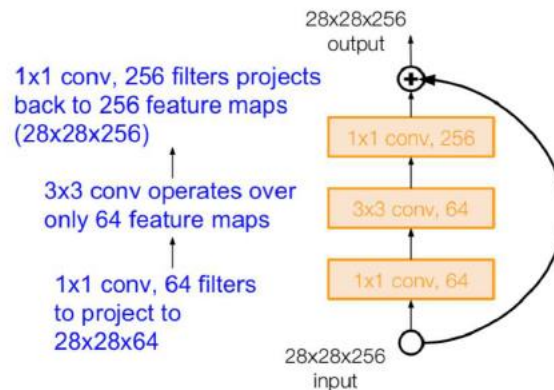 28x28x256
output
1x1 conv, 256 filters projects
back to 256 feature maps
(28x28x256)
3x3 conv operates over
only 64 feature maps
1x1 conv, 64 filters
to project to
28x28x64
1x1 conv, 256
3x3 conv, 64
1x1 conv, 64
28x28x256
input